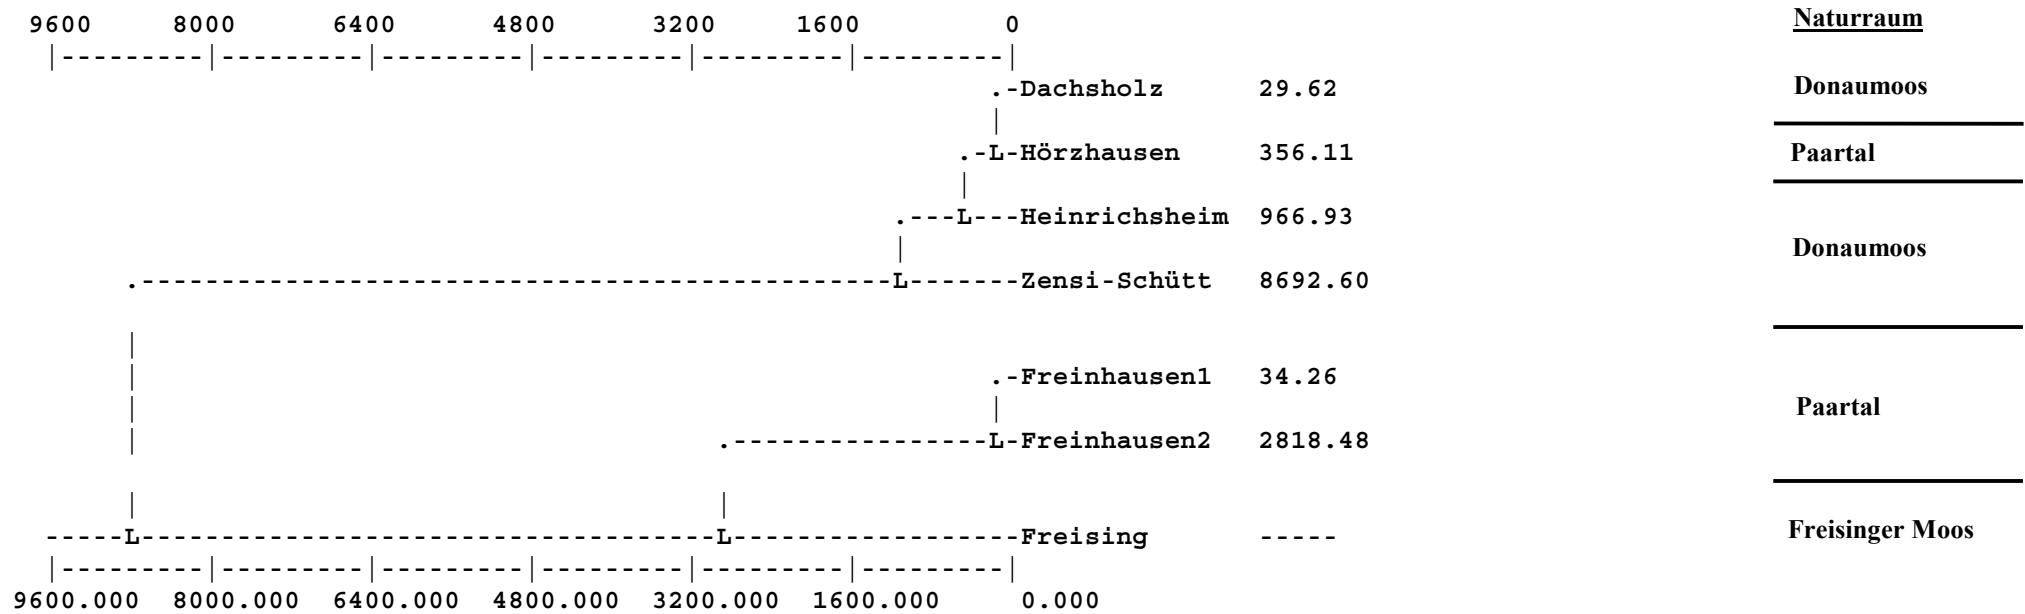 Naturraum
9600 8000 6400 4800 3200 1600 0
|---------|---------|---------|---------|---------|---------|
.-Dachsholz 29.62 Donaumoos
|
.-L-Hörzhausen 356.11 Paartal
|
.---L---Heinrichsheim 966.93
|
Donaumoos
.-----------------------------------------------L-------Zensi-Schütt 8692.60
|
| .-Freinhausen1 34.26
| |
Paartal
| .----------------L-Freinhausen2 2818.48
| |
-----L------------------------------------L------------------Freising ----- Freisinger Moos
|---------|---------|---------|---------|---------|---------|
9600.000 8000.000 6400.000 4800.000 3200.000 1600.000 0.000